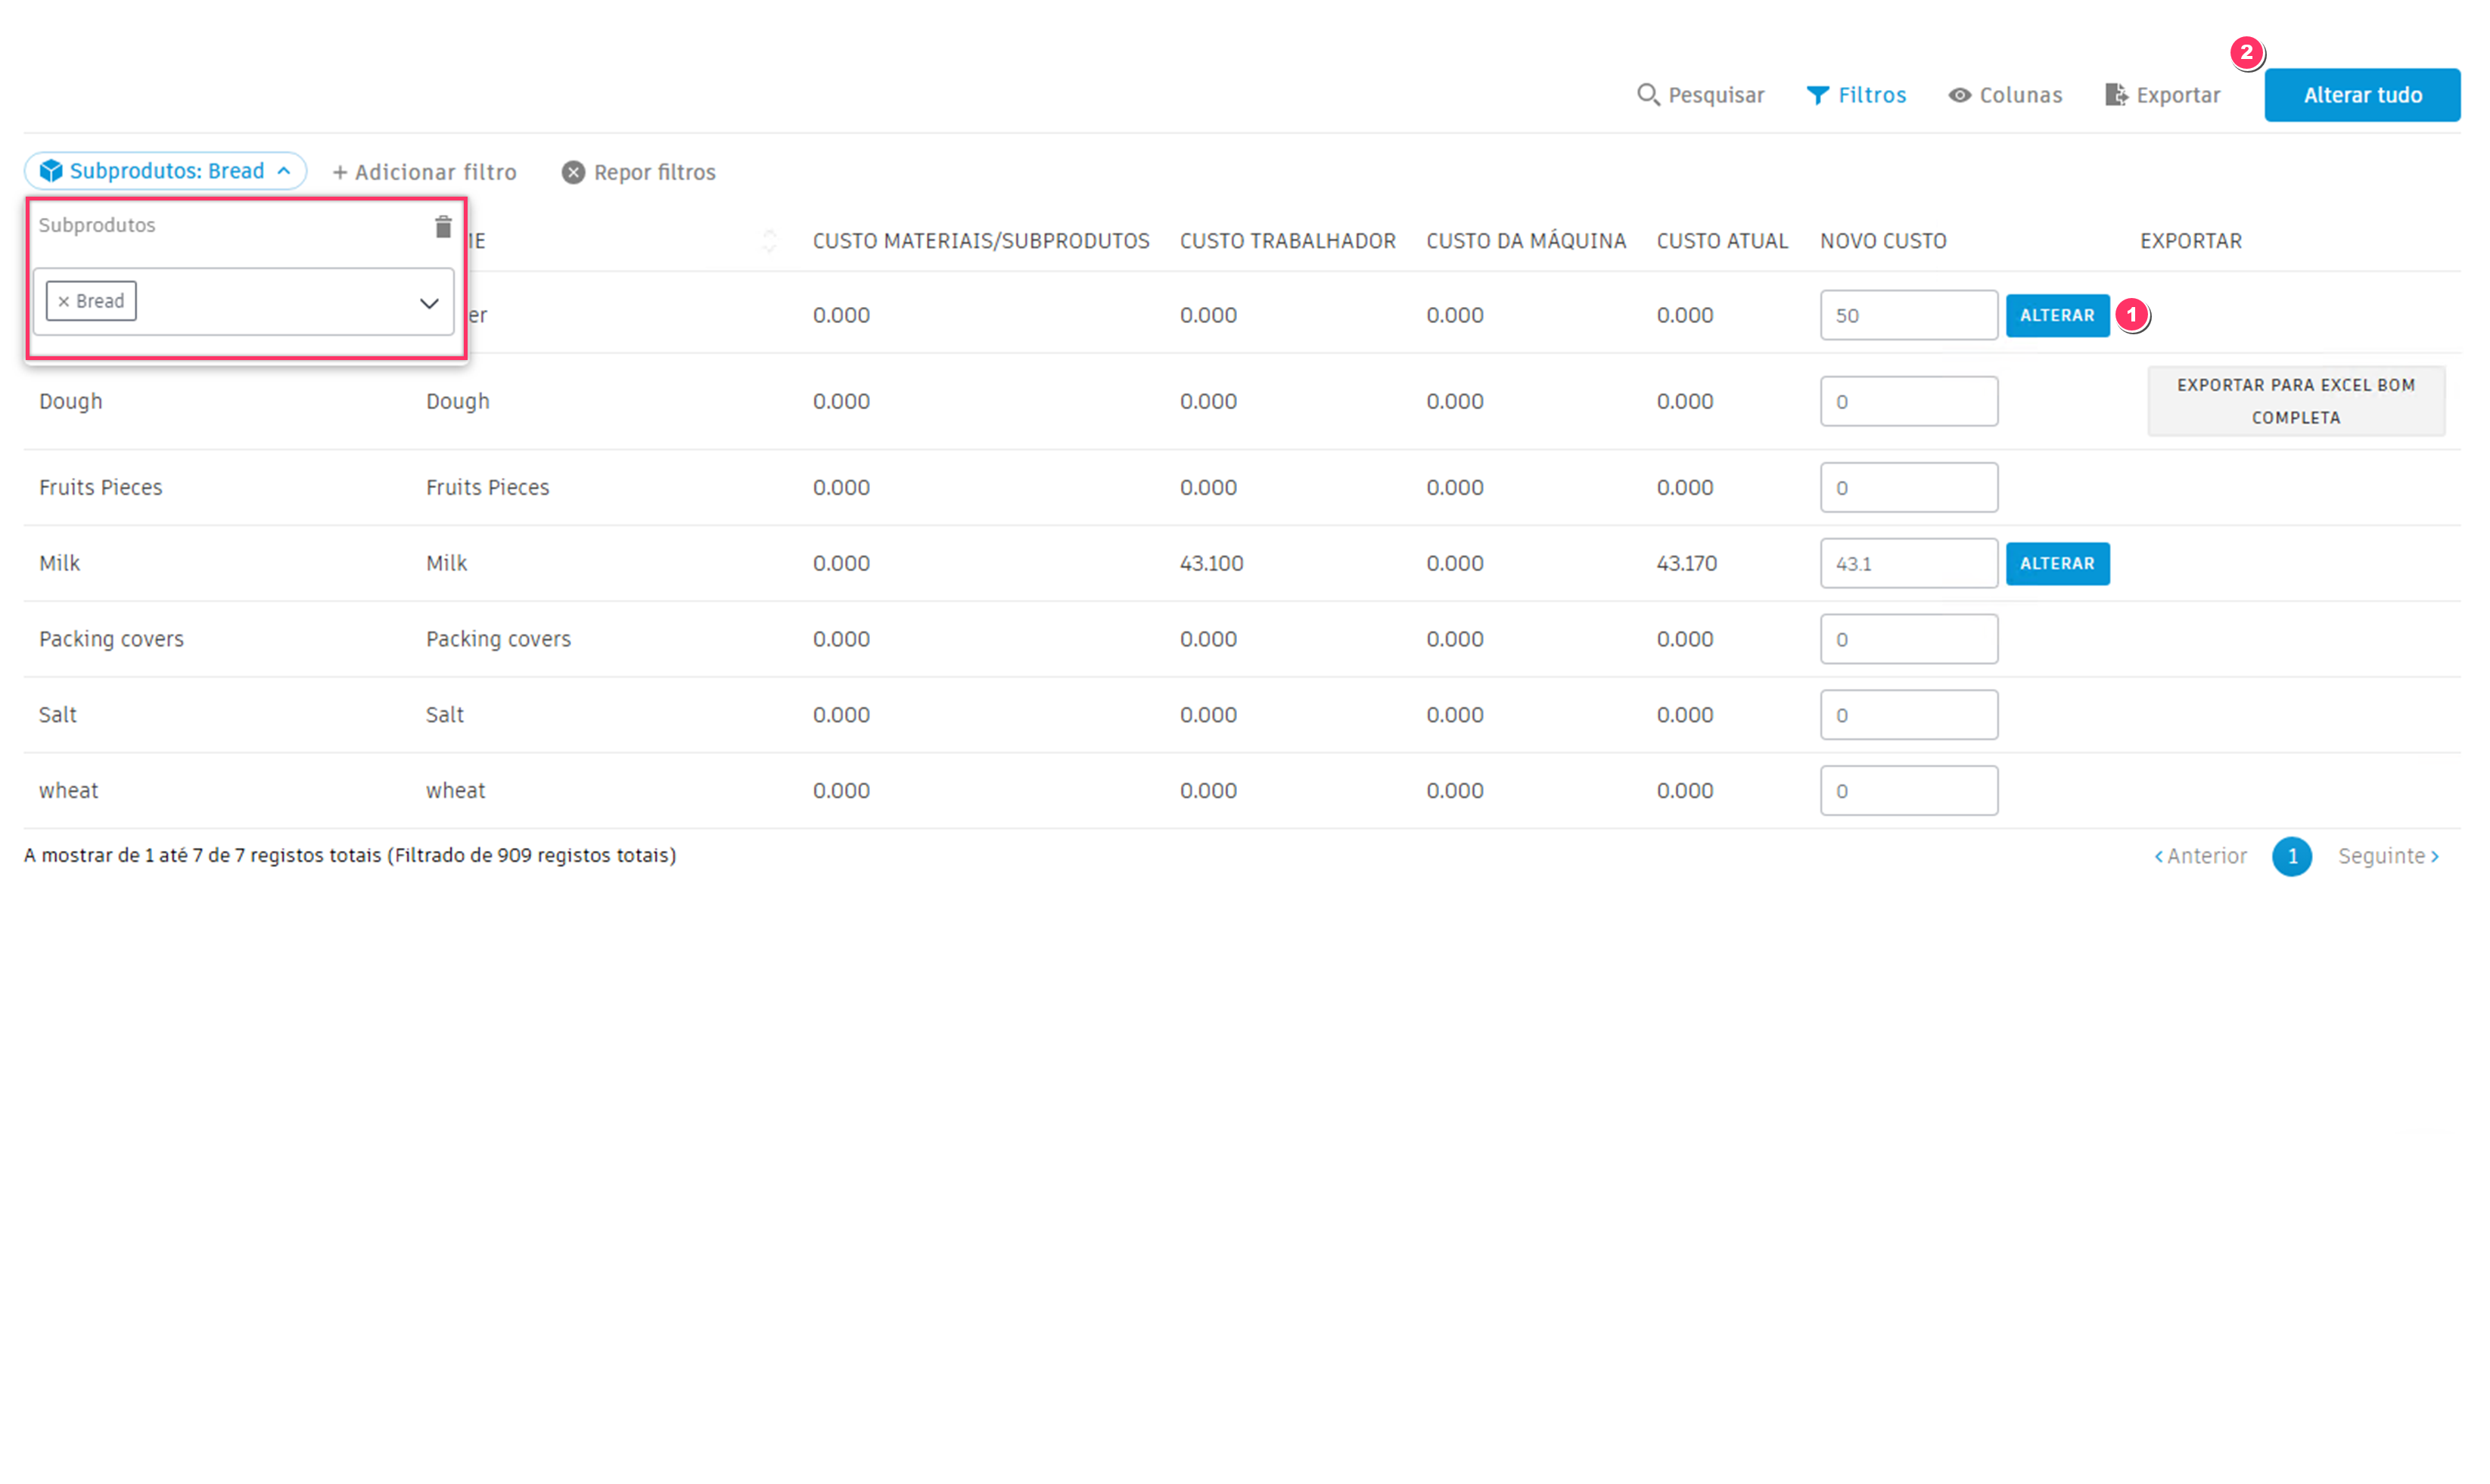 2
Pesquisar Filtros Colunas Exportar Alterar tudo
Subprodutos: Bread + Adicionar filtro Repor filtros
Subprodutos
ME CUSTO MATERIAIS/SUBPRODUTOS CUSTO TRABALHADOR CUSTO DA MÁQUINA CUSTO ATUAL NOVO CUSTO EXPORTAR
× Bread
er 0.000 0.000 0.000 0.000 50 ALTERAR 1
Dough Dough 0.000 0.000 0.000 0.000 0 EXPORTAR PARA EXCEL BOM
COMPLETA
Fruits Pieces Fruits Pieces 0.000 0.000 0.000 0.000 0
Milk Milk 0.000 43.100 0.000 43.170 43.1 ALTERAR
Packing covers Packing covers 0.000 0.000 0.000 0.000 0
Salt Salt 0.000 0.000 0.000 0.000 0
wheat wheat 0.000 0.000 0.000 0.000 0
A mostrar de 1 até 7 de 7 registos totais (Filtrado de 909 registos totais) Anterior 1 Seguinte